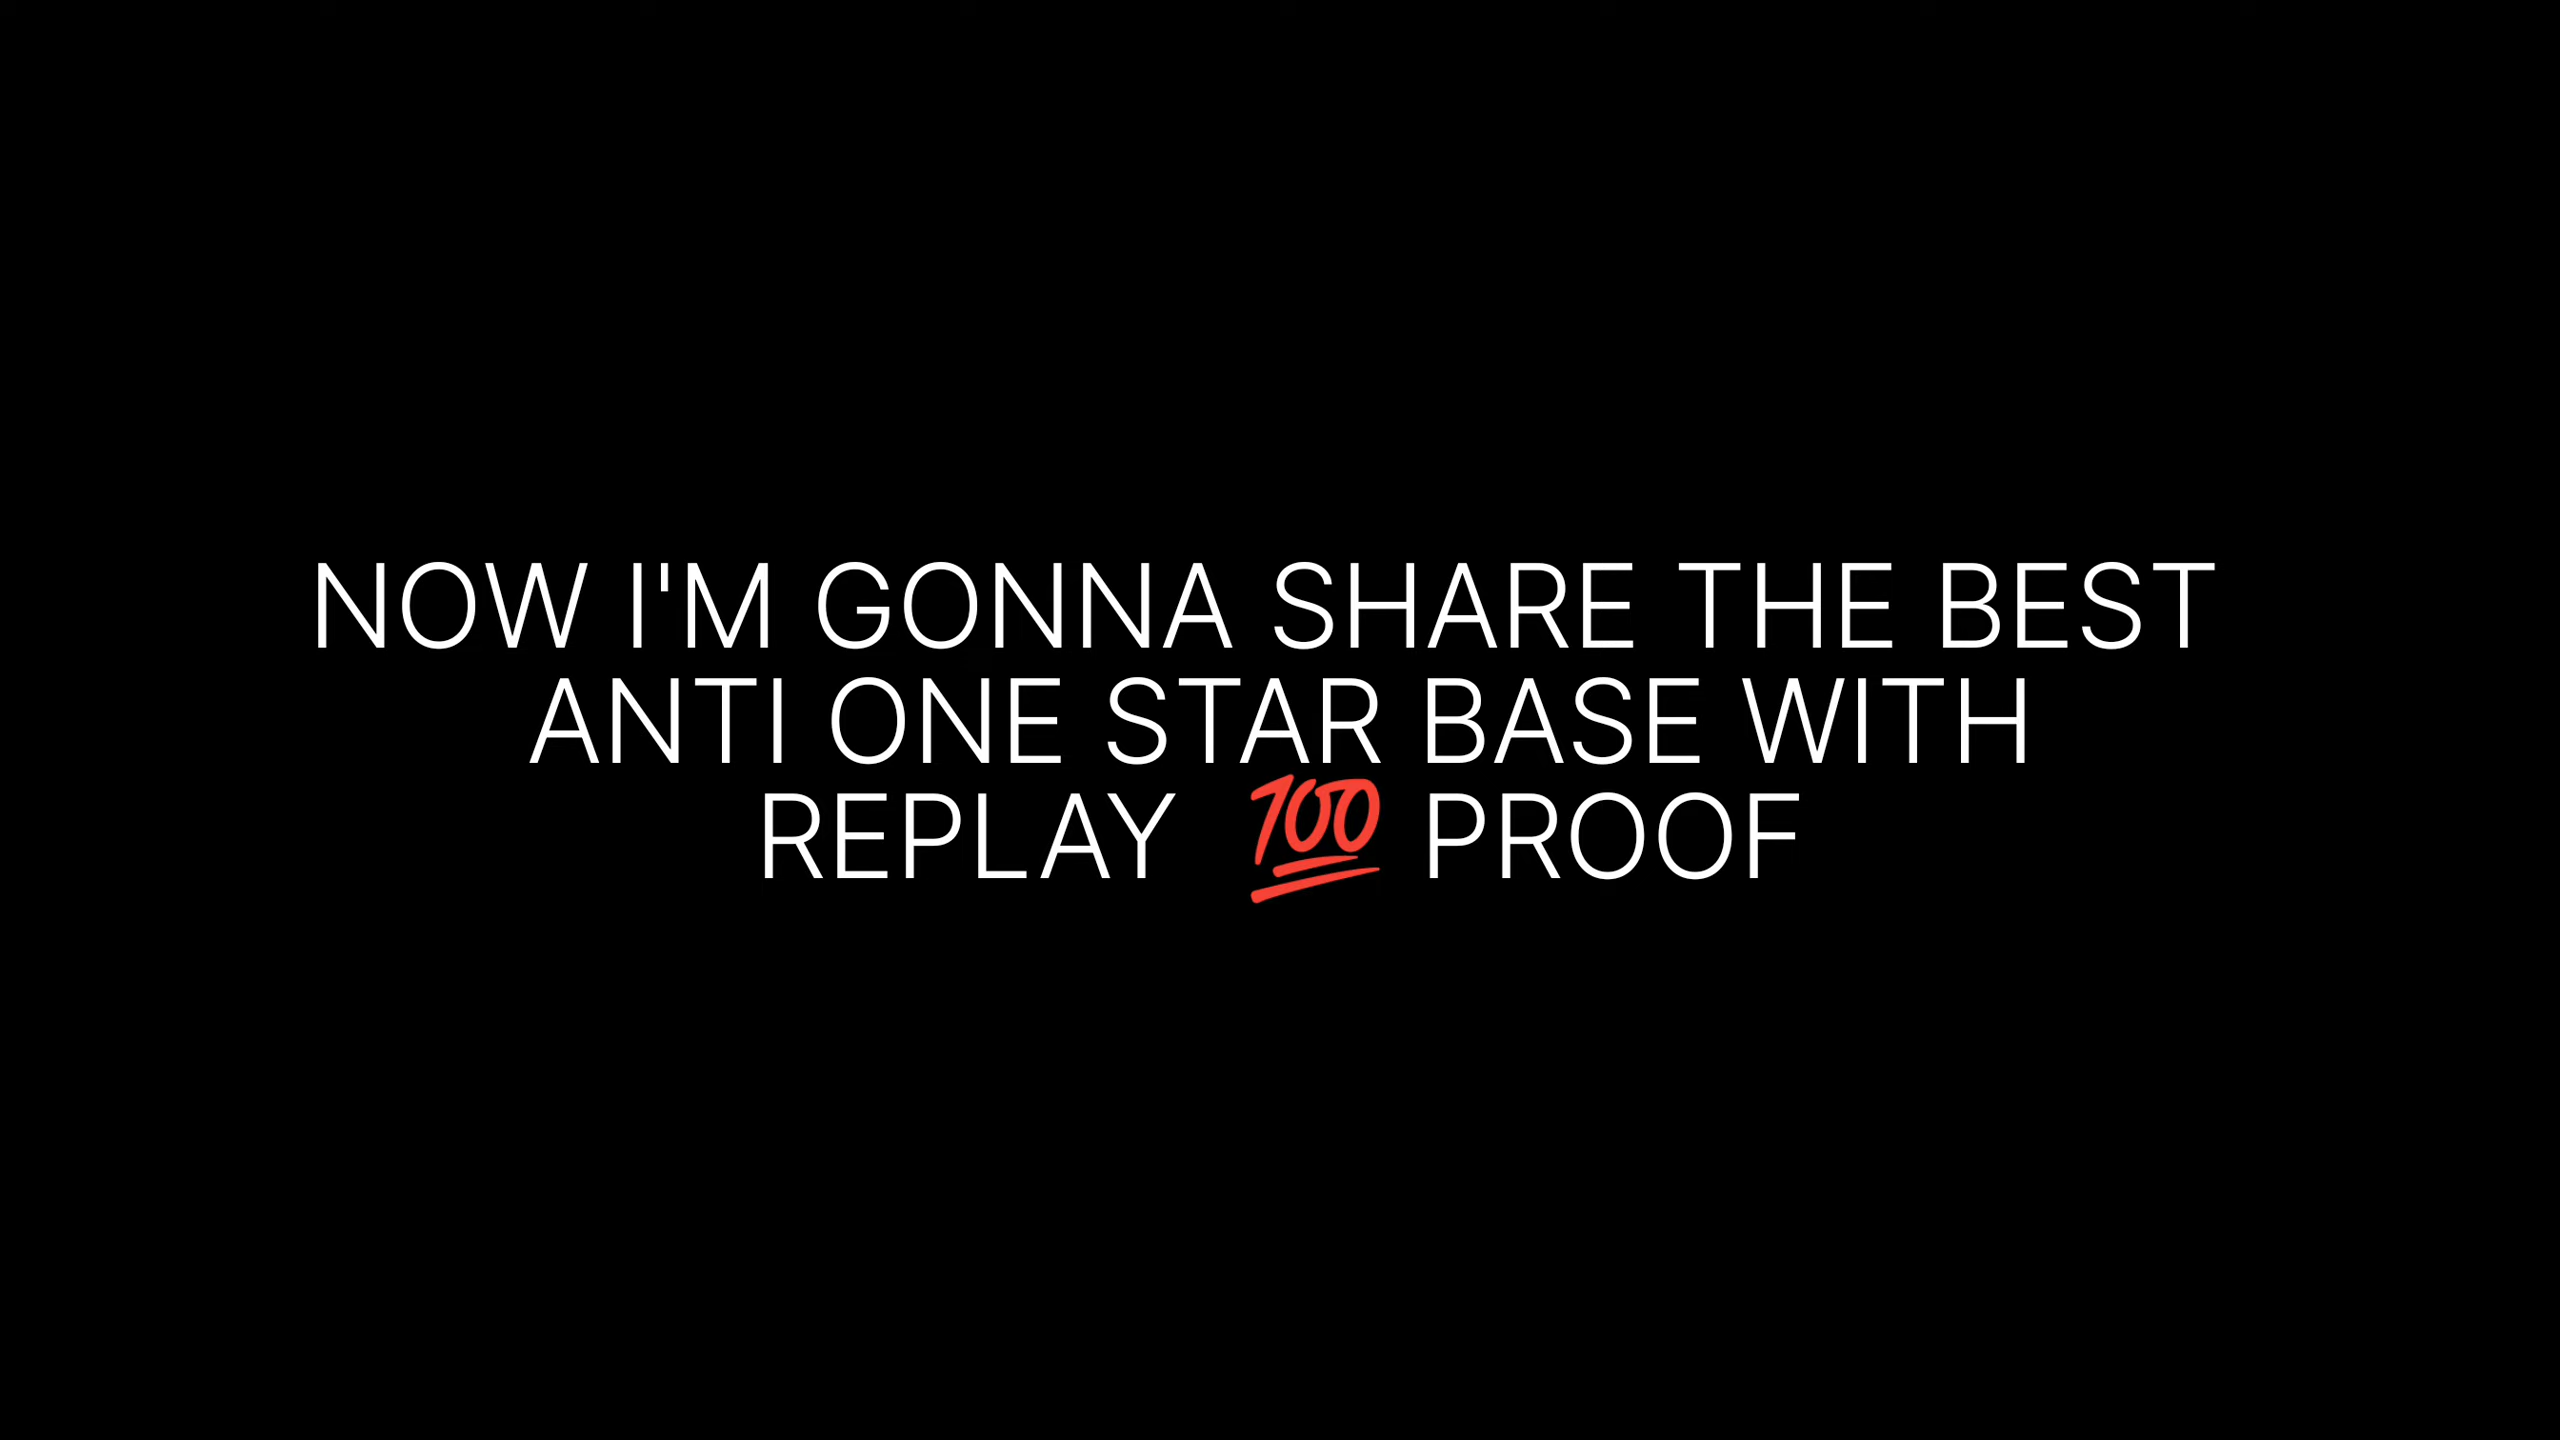 NOW I'M GONNA SHARE THE BEST
ANTI ONE STAR BASE WITH
REPLAY 💯 PROOF